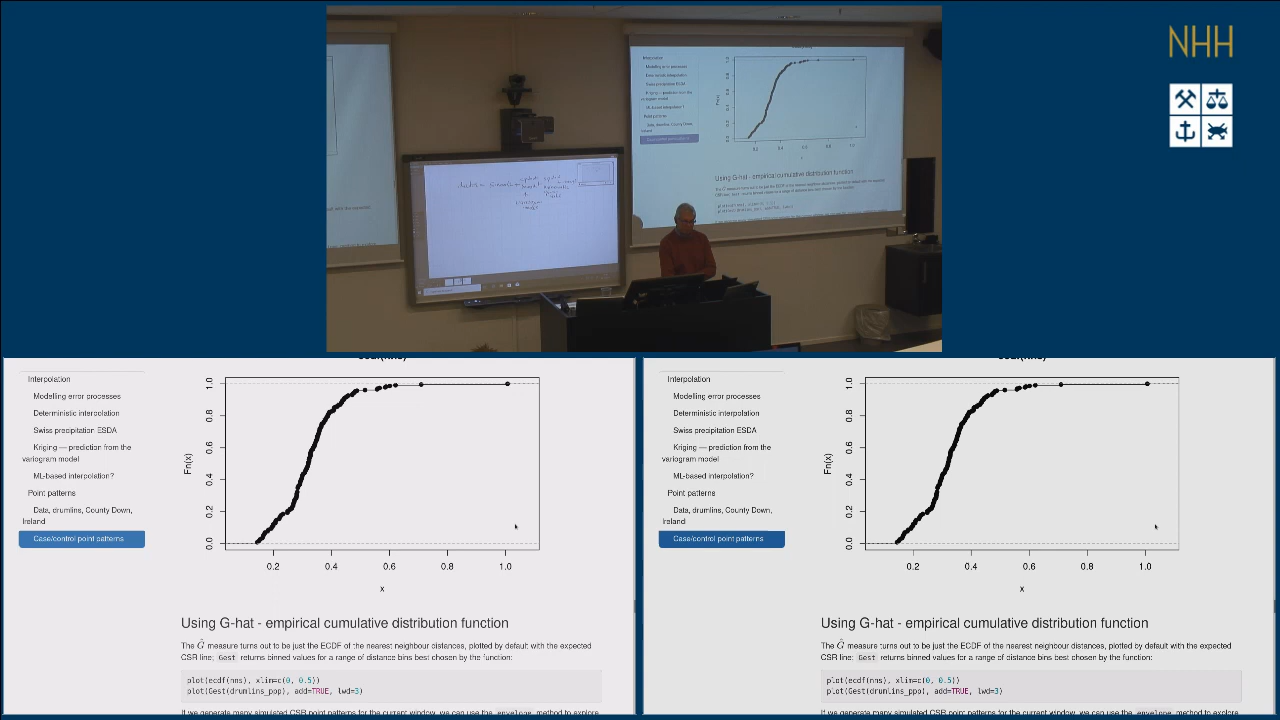 NHH
Interpolation
Modelling error processes
Deterministic interpolation
Swiss precipitation ESDA
Kriging — prediction from the
variogram model
ML-based interpolation?
Point patterns
Data, drumlins, County Down,
Ireland
Case/control point patterns
Fn(x)
1.0
0.8
0.6
0.4
0.2
0.0
0.2 0.4 0.6 0.8 1.0
x
Using G-hat - empirical cumulative distribution function
The Ĝ measure turns out to be just the ECDF of the nearest neighbour distances, plotted by default with the expected
CSR line; Gest returns binned values for a range of distance bins best chosen by the function:
plot(ecdf(nns), xlim=c(0, 0.5))
plot(Gest(drumlins_ppp), add=TRUE, lwd=3)
If we generate many simulated CSR point patterns for the current window, we can use the envelope method to explore
Interpolation
Modelling error processes
Deterministic interpolation
Swiss precipitation ESDA
Kriging — prediction from the
variogram model
ML-based interpolation?
Point patterns
Data, drumlins, County Down,
Ireland
Case/control point patterns
Fn(x)
1.0
0.8
0.6
0.4
0.2
0.0
0.2 0.4 0.6 0.8 1.0
x
Using G-hat - empirical cumulative distribution function
The Ĝ measure turns out to be just the ECDF of the nearest neighbour distances, plotted by default with the expected
CSR line; Gest returns binned values for a range of distance bins best chosen by the function:
plot(ecdf(nns), xlim=c(0, 0.5))
plot(Gest(drumlins_ppp), add=TRUE, lwd=3)
If we generate many simulated CSR point patterns for the current window, we can use the envelope method to explore